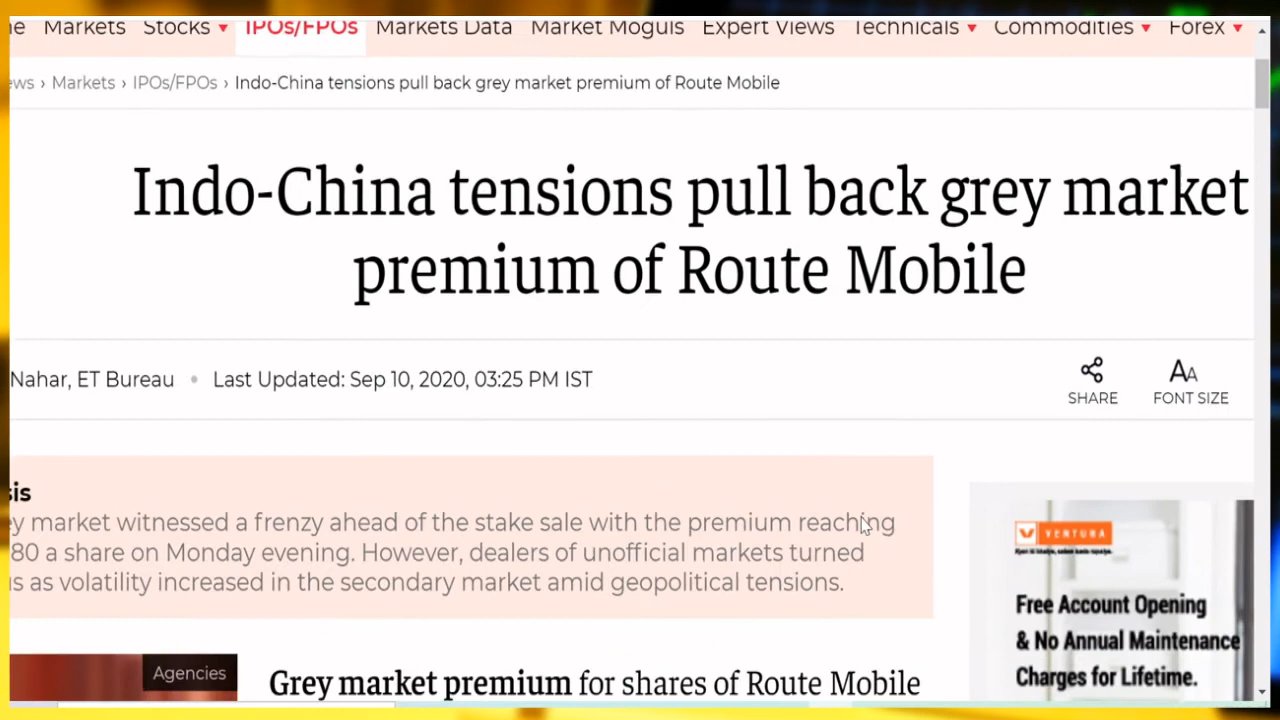 Markets Stocks IPOs/FPOs Markets Data Market Moguls Expert Views Technicals Commodities Forex
ews › Markets › IPOs/FPOs › Indo-China tensions pull back grey market premium of Route Mobile
Indo-China tensions pull back grey market
premium of Route Mobile
Nahar, ET Bureau • Last Updated: Sep 10, 2020, 03:25 PM IST
SHARE
AA
FONT SIZE
sis
ey market witnessed a frenzy ahead of the stake sale with the premium reaching
80 a share on Monday evening. However, dealers of unofficial markets turned
us as volatility increased in the secondary market amid geopolitical tensions.
VENTURA
Free Account Opening
& No Annual Maintenance
Charges for Lifetime.
Agencies
Grey market premium for shares of Route Mobile